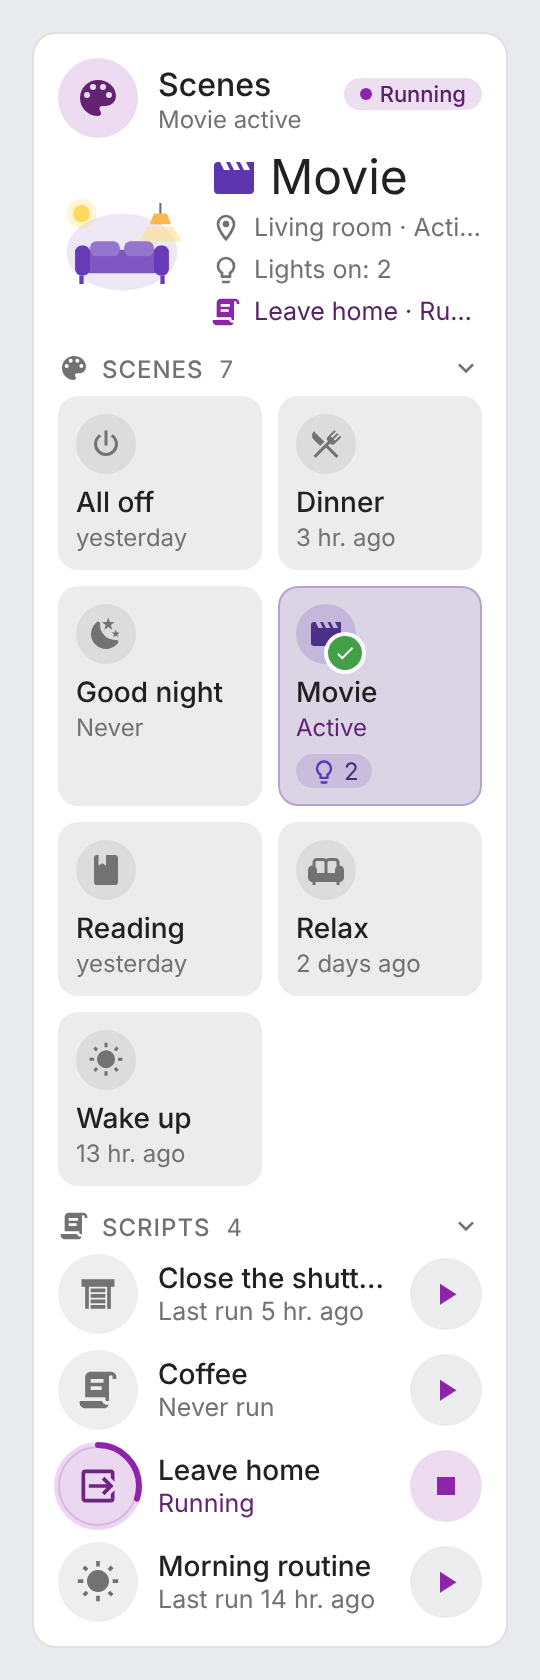 Scenes
Movie active
Running
Movie
Living room · Acti...
Lights on: 2
Leave home · Ru...
SCENES 7
All off
yesterday
Dinner
3 hr. ago
Good night
Never
Movie
Active
2
Reading
yesterday
Relax
2 days ago
Wake up
13 hr. ago
SCRIPTS 4
Close the shutt...
Last run 5 hr. ago
Coffee
Never run
Leave home
Running
Morning routine
Last run 14 hr. ago